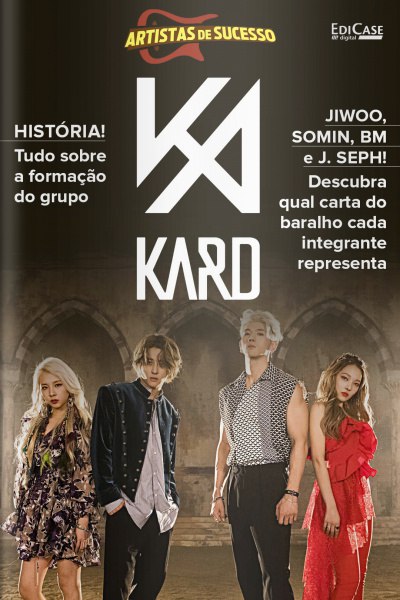 ARTISTAS DE SUCESSO
EDICASE
digital
KA
HISTÓRIA!
Tudo sobre
a formação
do grupo
JIWOO,
SOMIN, BM
e J. SEPH!
Descubra
qual carta do
baralho cada
integrante
representa
KARD